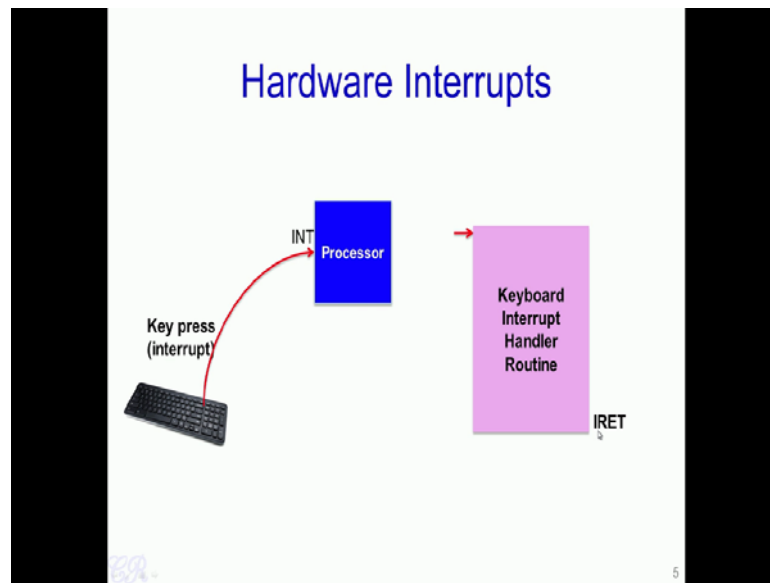 Hardware Interrupts
INT
Processor
Key press
(interrupt)
Keyboard
Interrupt
Handler
Routine
IRET
5